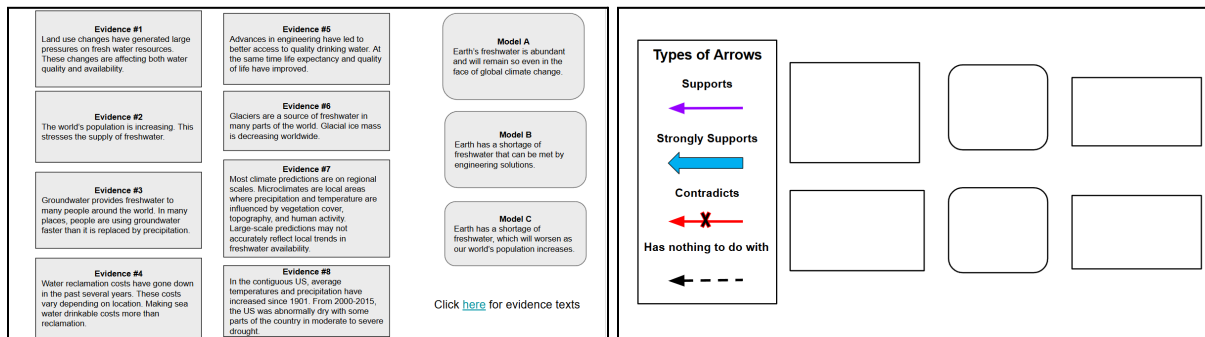 Evidence #1
Land use changes have generated large
pressures on fresh water resources.
These changes are affecting both water
quality and availability.
Evidence #2
The world's population is increasing. This
stresses the supply of freshwater.
Evidence #3
Groundwater provides freshwater to
many people around the world. In many
places, people are using groundwater
faster than it is replaced by precipitation.
Evidence #4
Water reclamation costs have gone down
in the past several years. These costs
vary depending on location. Making sea
water drinkable costs more than
reclamation.
Evidence #5
Advances in engineering have led to
better access to quality drinking water. At
the same time life expectancy and quality
of life have improved.
Evidence #6
Glaciers are a source of freshwater in
many parts of the world. Glacial ice mass
is decreasing worldwide.
Evidence #7
Most climate predictions are on regional
scales. Microclimates are local areas
where precipitation and temperature are
influenced by vegetation cover,
topography, and human activity.
Large-scale predictions may not
accurately reflect local trends in
freshwater availability.
Evidence #8
In the contiguous US, average
temperatures and precipitation have
increased since 1901. From 2000-2015,
the US was abnormally dry with some
parts of the country in moderate to severe
drought.
Model A
Earth's freshwater is abundant
and will remain so even in the
face of global climate change.
Model B
Earth has a shortage of
freshwater that can be met by
engineering solutions.
Model C
Earth has a shortage of
freshwater, which will worsen as
our world's population increases.
Click here for evidence texts
Types of Arrows
Supports
Strongly Supports
Contradicts
X
Has nothing to do with